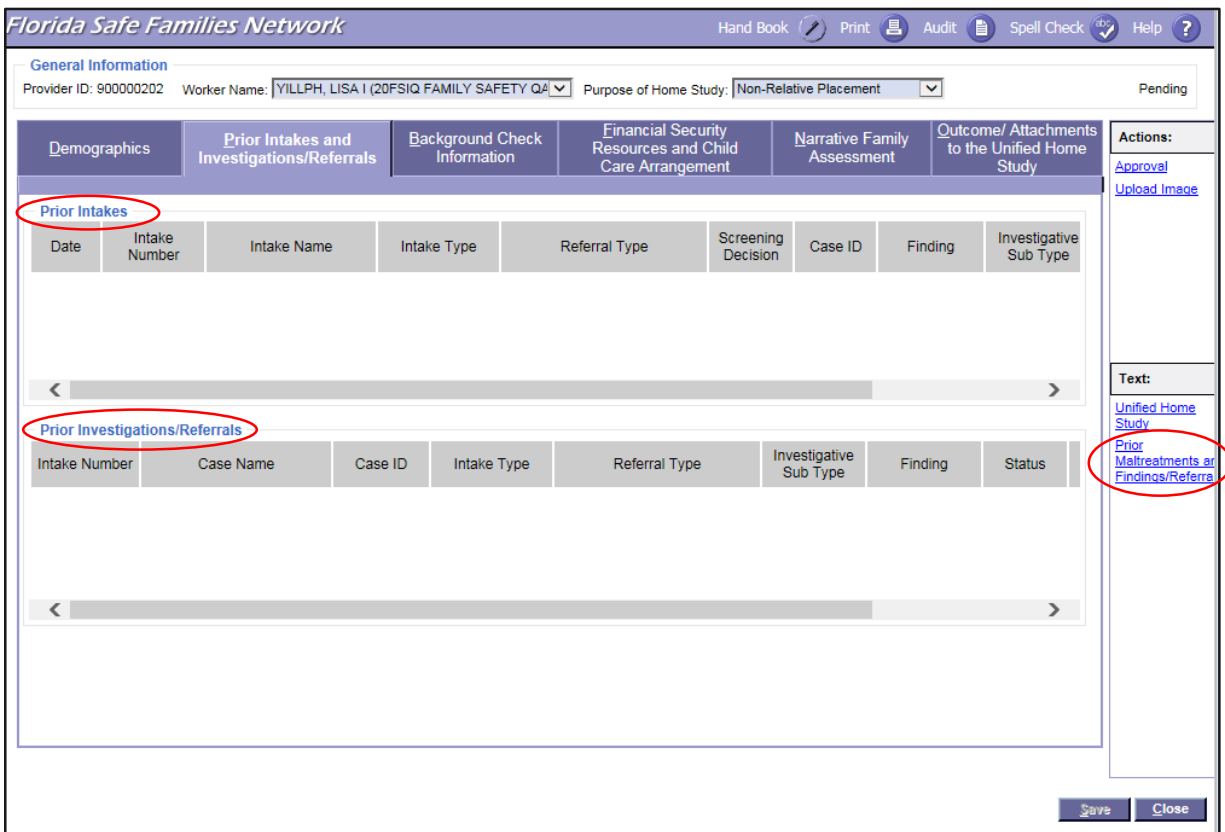 Florida Safe Families Network
Hand Book Print Audit Spell Check abc Help ?
General Information
Provider ID: 900000202 Worker Name: YILLPH, LISA I (20FSIQ FAMILY SAFETY QA Purpose of Home Study: Non-Relative Placement Pending
Demographics
Prior Intakes and
Investigations/Referrals
Background Check
Information
Financial Security
Resources and Child
Care Arrangement
Narrative Family
Assessment
Outcome/ Attachments
to the Unified Home
Study
Actions:
Approval
Upload Image
Prior Intakes
Date
Intake
Number
Intake Name
Intake Type
Referral Type
Screening
Decision
Case ID
Finding
Investigative
Sub Type
Prior Investigations/Referrals
Intake Number
Case Name
Case ID
Intake Type
Referral Type
Investigative
Sub Type
Finding
Status
Text:
Unified Home
Study
Prior
Maltreatments an
Findings/Referra
Save Close